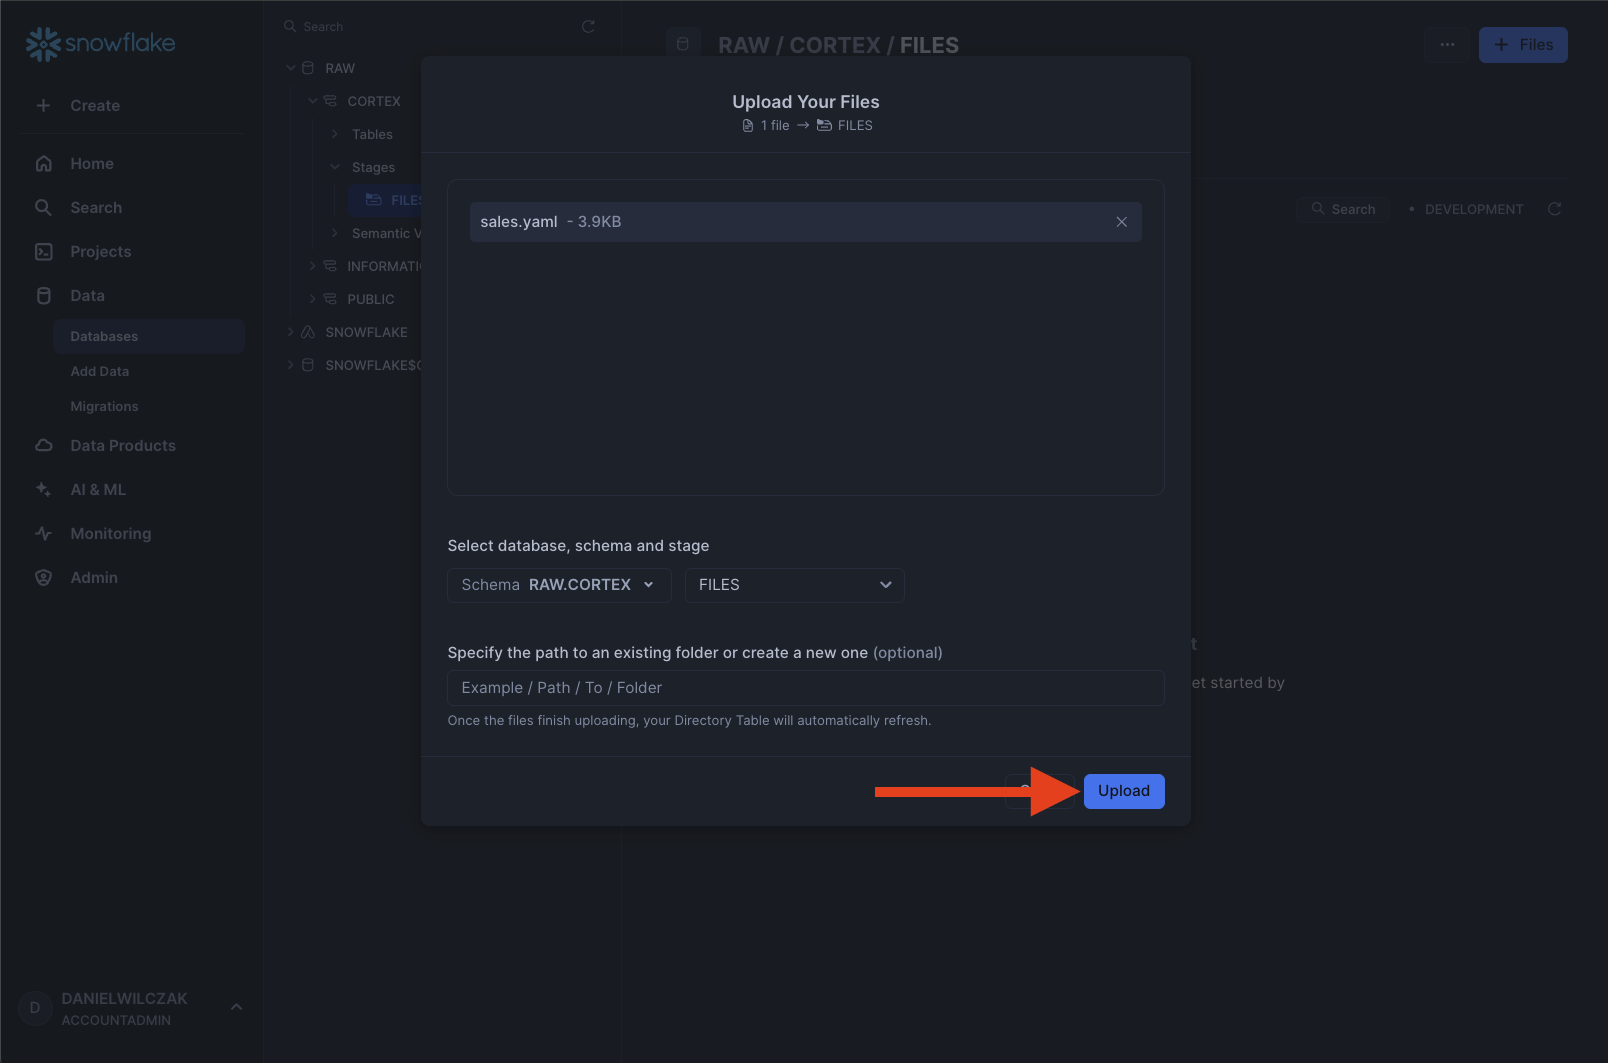 snowflake
Create
Home
Search
Projects
Data
Databases
Add Data
Migrations
Data Products
AI & ML
Monitoring
Admin
D
DANIELWILCZAK
ACCOUNTADMIN
Search
RAW
CORTEX
Tables
Stages
Semantic
PUBLIC
SNOWFLAKE
RAW / CORTEX / FILES
... + Files
Search
• DEVELOPMENT
et started by
Upload Your Files
1 file → FILES
sales.yaml - 3.9KB
Select database, schema and stage
Schema RAW.CORTEX
FILES
Specify the path to an existing folder or create a new one (optional)
Example / Path / To / Folder
Once the files finish uploading, your Directory Table will automatically refresh.
Upload